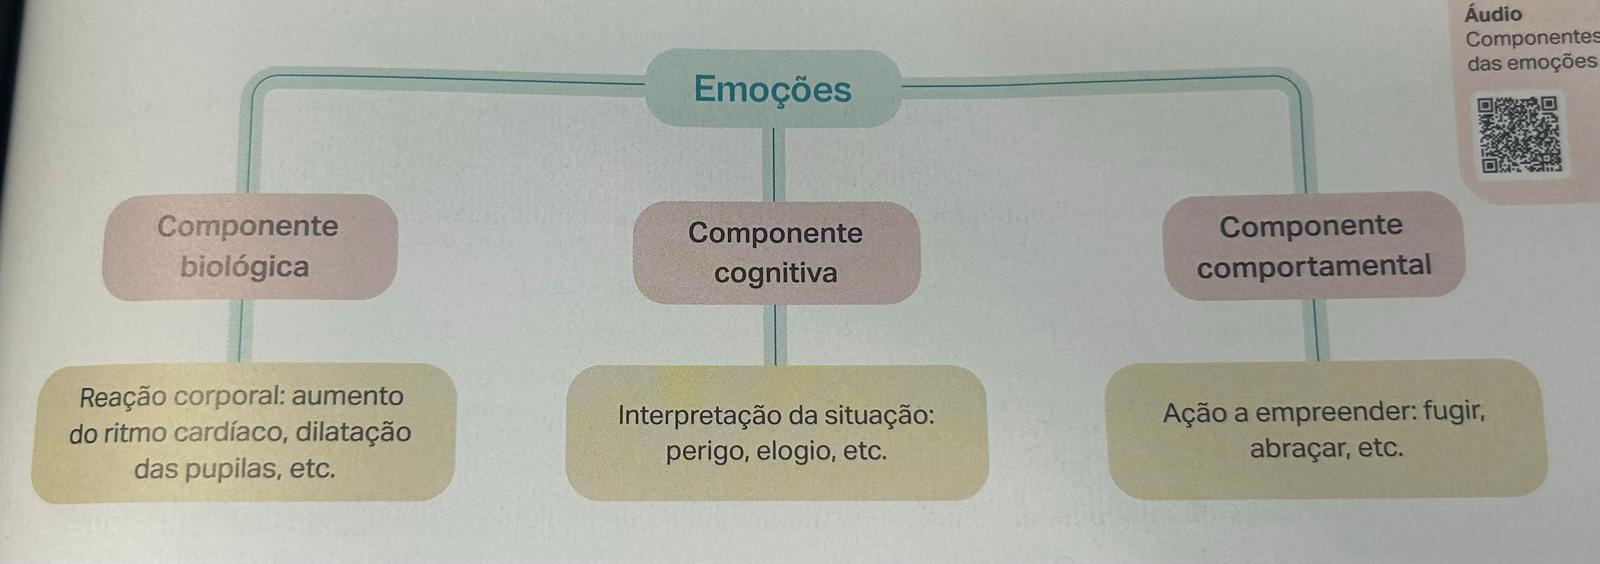 Áudio
Componentes
das emoções
Emoções
Componente
biológica
Reação corporal: aumento
do ritmo cardíaco, dilatação
das pupilas, etc.
Componente
cognitiva
Interpretação da situação:
perigo, elogio, etc.
Componente
comportamental
Ação a empreender: fugir,
abraçar, etc.